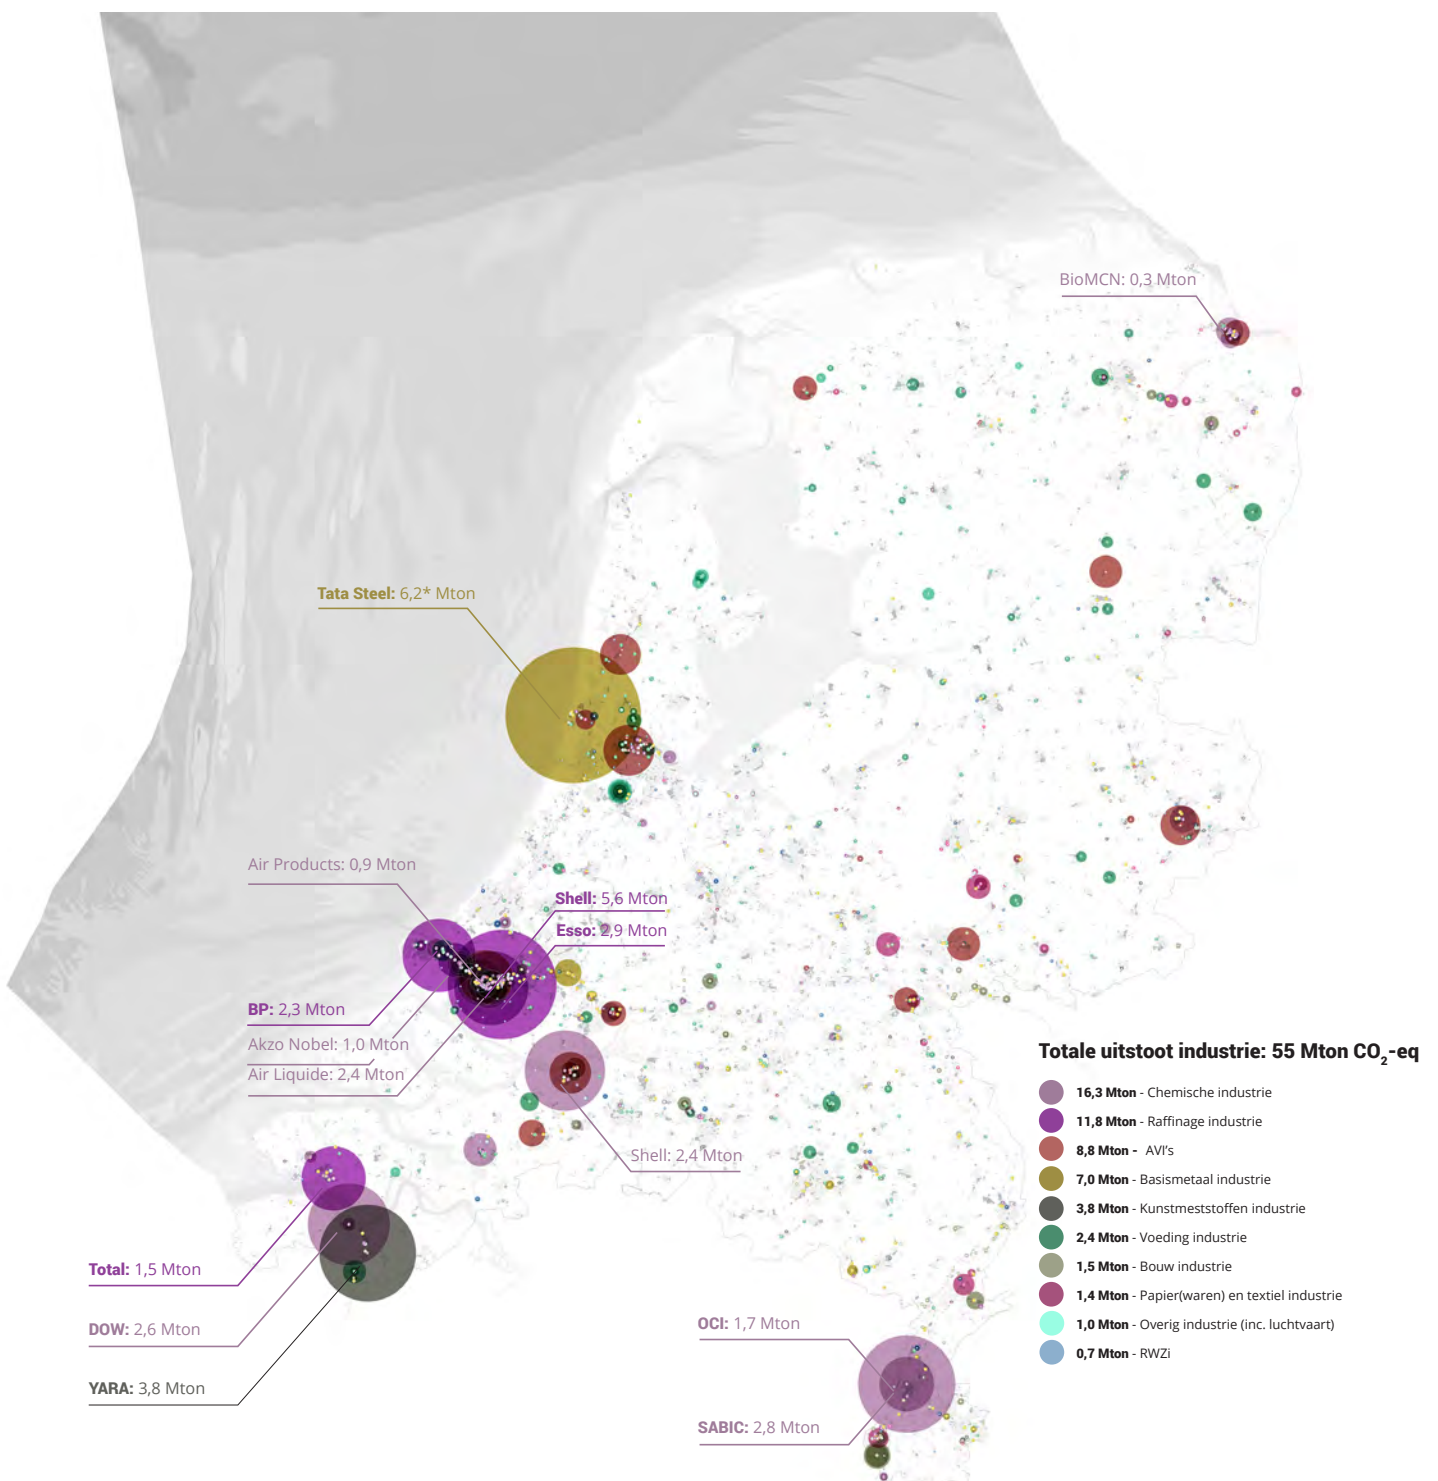 BioMCN: 0,3 Mton
Tata Steel: 6,2* Mton
Air Products: 0,9 Mton
Shell: 5,6 Mton
Esso: 2,9 Mton
BP: 2,3 Mton
Akzo Nobel: 1,0 Mton
Air Liquide: 2,4 Mton
Shell: 2,4 Mton
Total: 1,5 Mton
DOW: 2,6 Mton
YARA: 3,8 Mton
OCI: 1,7 Mton
SABIC: 2,8 Mton
Totale uitstoot industrie: 55 Mton CO₂-eq
16,3 Mton - Chemische industrie
11,8 Mton - Raffinage industrie
8,8 Mton - AVI's
7,0 Mton - Basismetaal industrie
3,8 Mton - Kunstmeststoffen industrie
2,4 Mton - Voeding industrie
1,5 Mton - Bouw industrie
1,4 Mton - Papier(waren) en textiel industrie
1,0 Mton - Overig industrie (inc. luchtvaart)
0,7 Mton - RWZi